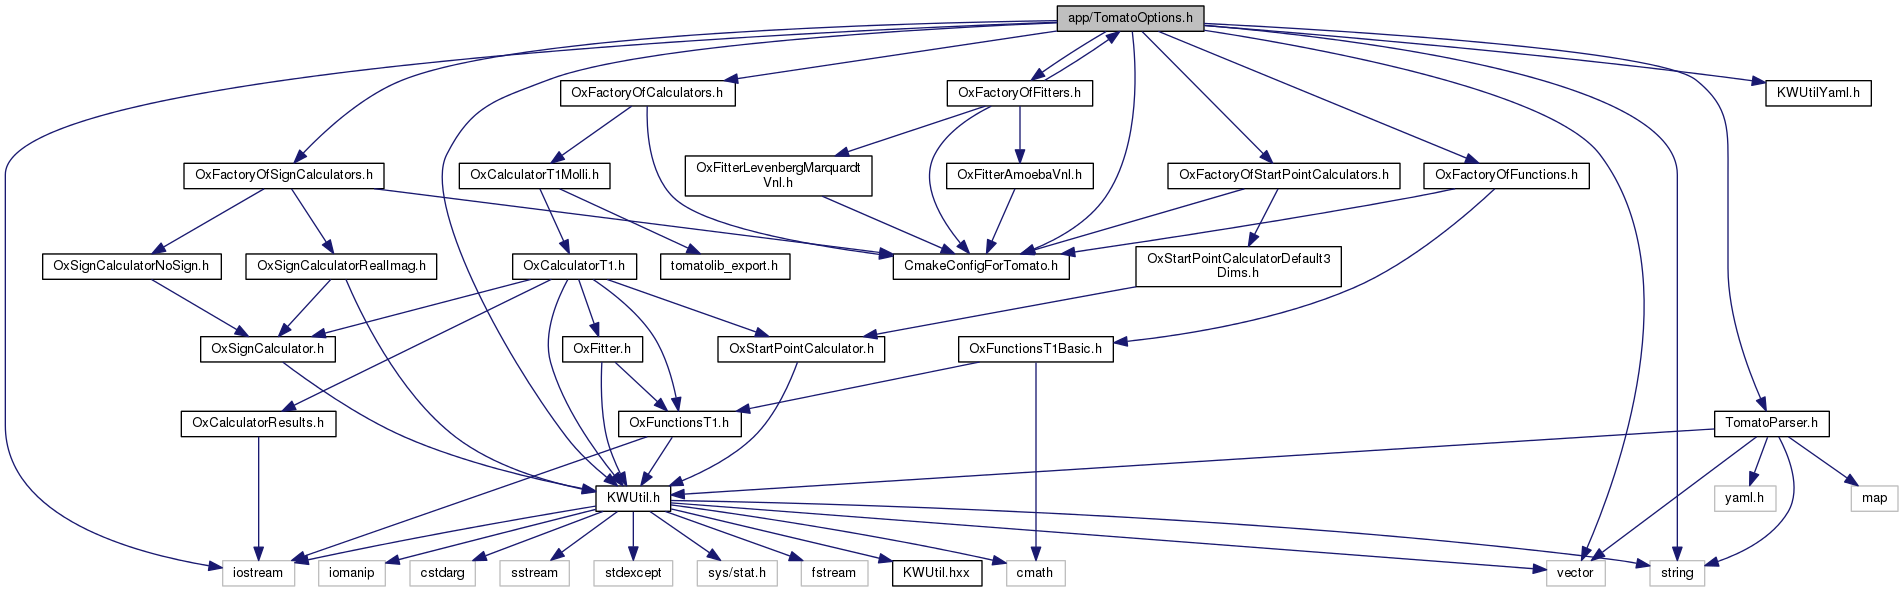 app/TomatoOptions.h
OxFactoryOfCalculators.h
OxFactoryOfFitters.h
KWUtilYaml.h
OxFactoryOfSignCalculators.h
OxCalculatorT1Molli.h
OxFitterLevenbergMarquardt
Vnl.h
OxFitterAmoebaVnl.h
OxFactoryOfStartPointCalculators.h
OxFactoryOfFunctions.h
OxSignCalculatorNoSign.h
OxSignCalculatorRealImag.h
OxCalculatorT1.h
tomatolib_export.h
CmakeConfigForTomato.h
OxStartPointCalculatorDefault3
Dims.h
OxSignCalculator.h
OxFitter.h
OxStartPointCalculator.h
OxFunctionsT1Basic.h
OxCalculatorResults.h
OxFunctionsT1.h
TomatoParser.h
KWUtil.h
yaml.h
map
iostream
iomanip
cstdarg
sstream
stdexcept
sys/stat.h
fstream
KWUtil.hxx
cmath
vector
string